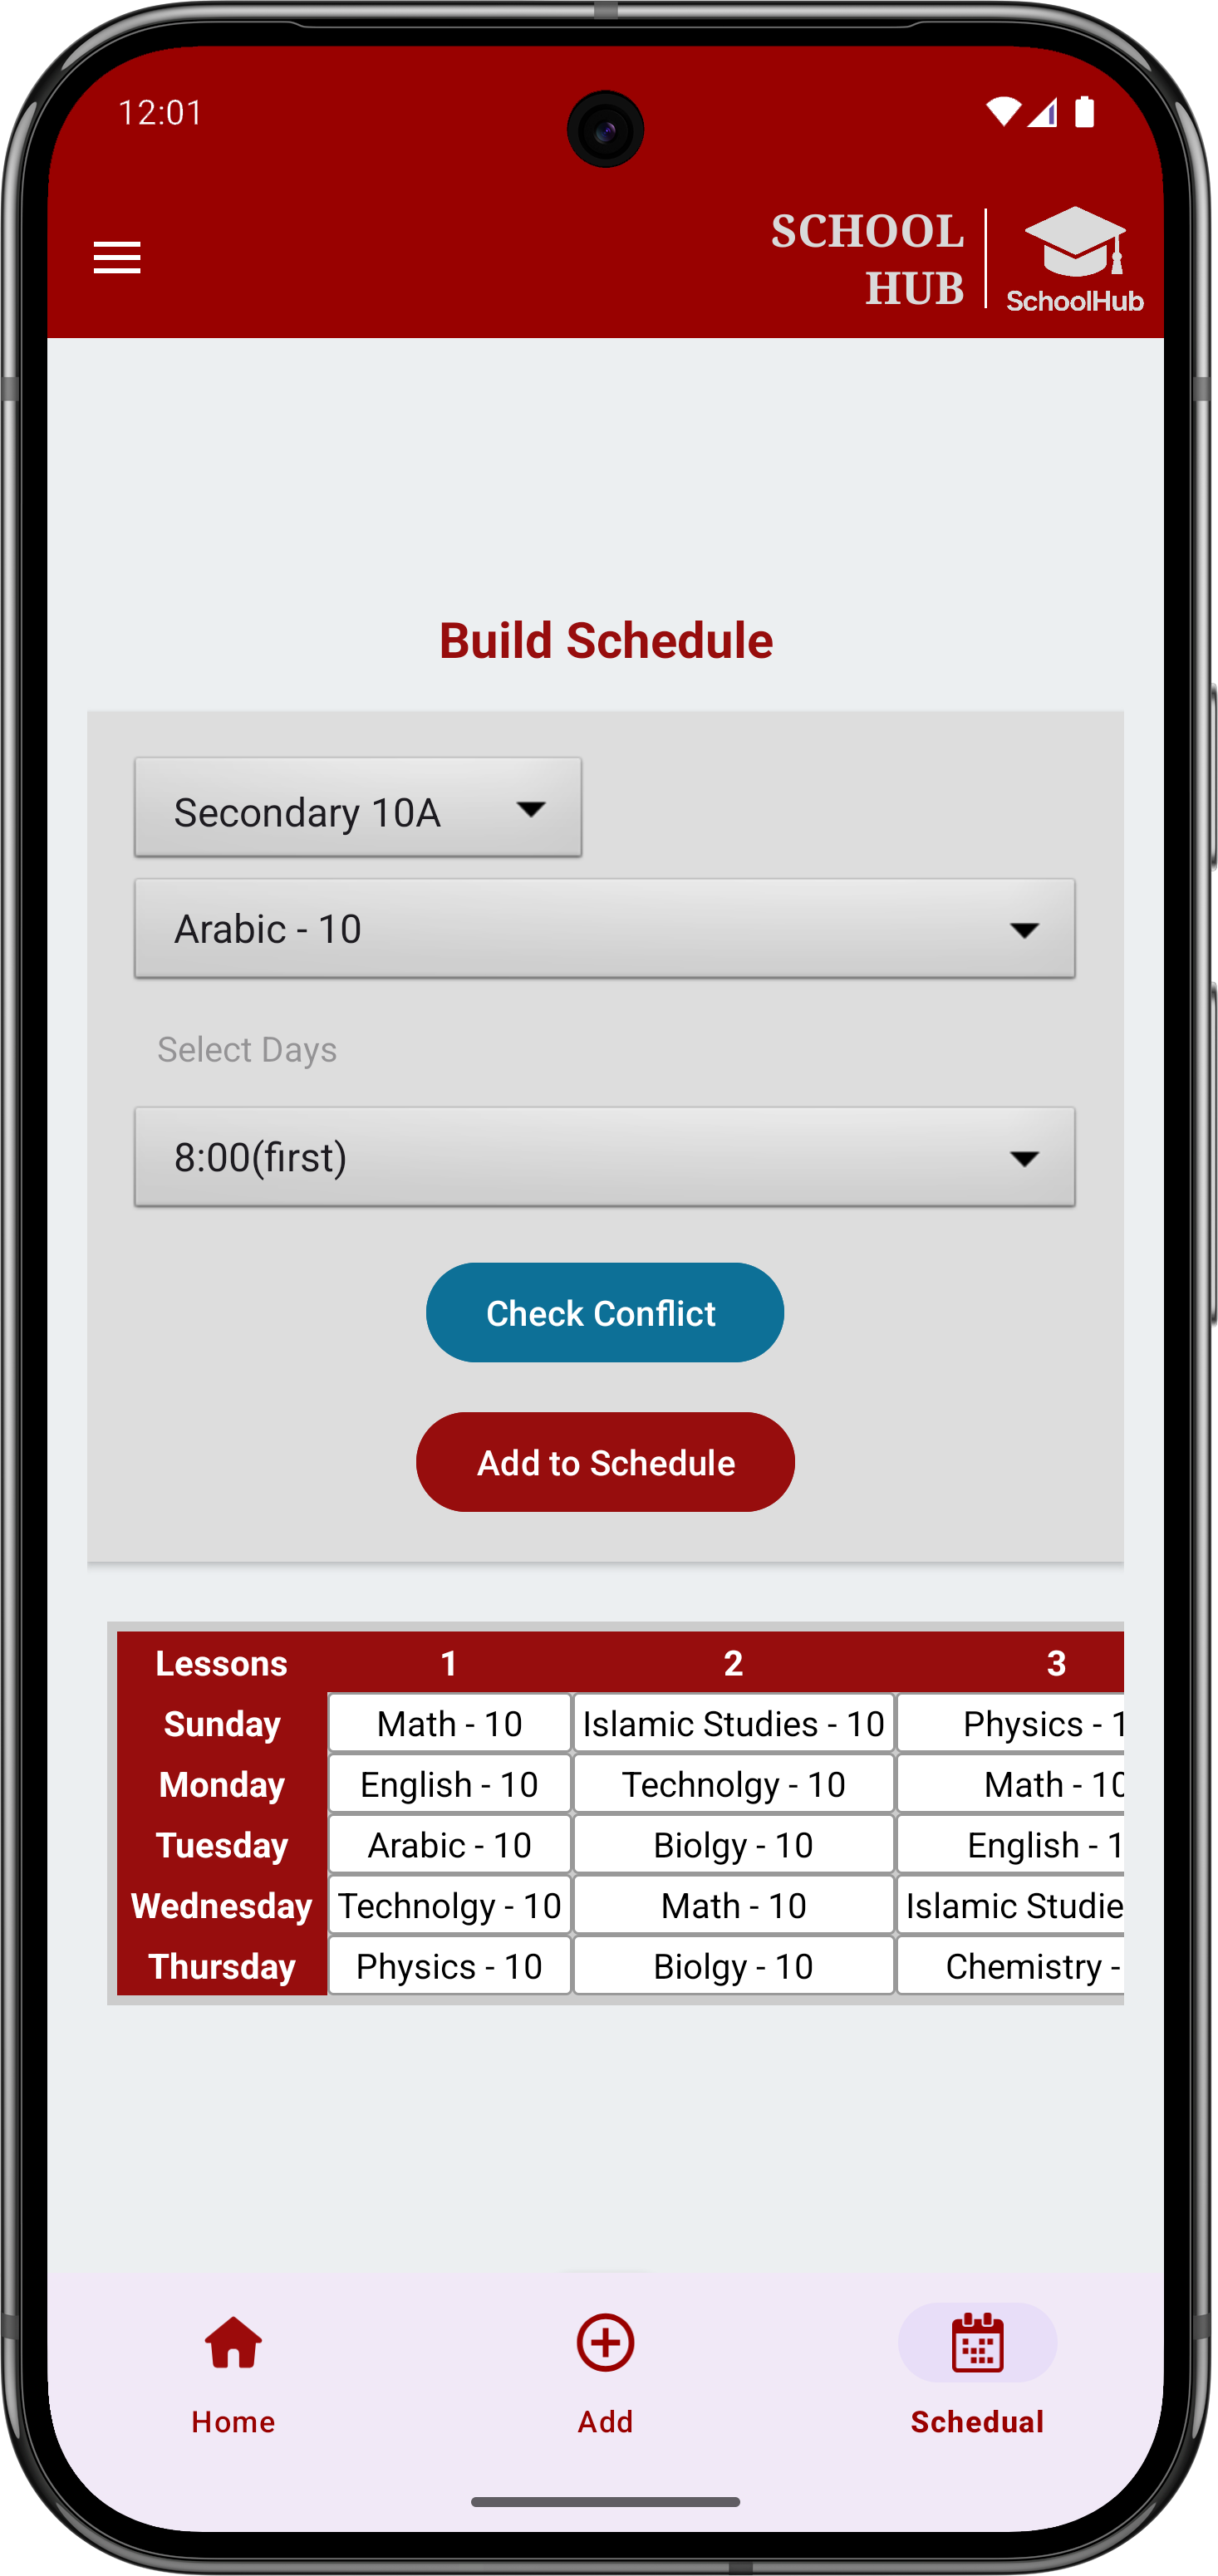 12:01
SCHOOL
HUB
SchoolHub
Build Schedule
Secondary 10A
Arabic - 10
Select Days
8:00(first)
Check Conflict
Add to Schedule
Lessons 1 2 3
Sunday Math - 10 Islamic Studies - 10 Physics - 1
Monday English - 10 Technolgy - 10 Math - 10
Tuesday Arabic - 10 Biolgy - 10 English - 1
Wednesday Technolgy - 10 Math - 10 Islamic Studie
Thursday Physics - 10 Biolgy - 10 Chemistry -
Home Add Schedual